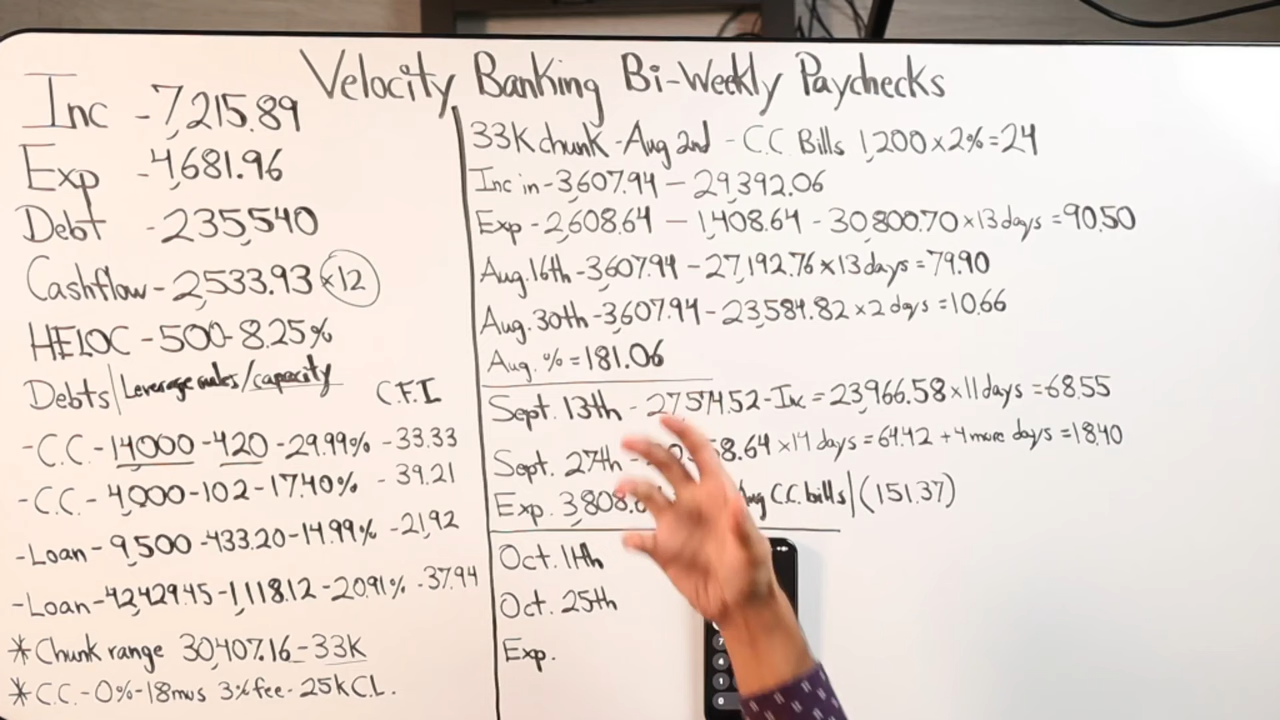 Velocity Banking Bi-Weekly Paychecks
Inc - 7,215.89
Exp - 4,681.96
Debt - 235,540
Cashflow - 2,533.93 x12
HELOC - 500 - 8.25%
Debts/Leverage rules/capacity C.F.I
- C.C - 14000 - 420 - 29.99% - 33.33
- C.C. - 4,000 - 102 - 17.40% - 39.21
- Loan - 9,500 - 433.20 - 14.99% - 21.92
- Loan - 42,429.45 - 1,118.12 - 20.91% - 37.94
* Chunk range 30,407.16 - 33K
* C.C. - 0% - 18mos 3% fee - 25k C.L.
33K chunk - Aug 2nd - C.C Bills 1,200 x 2% = 24
Inc in - 3,607.94 - 29,392.06
Exp - 2,608.64 - 1,408.64 - 30,800.70 x 13 days = 90.50
Aug. 16th - 3,607.94 - 27,192.76 x 13 days = 79.90
Aug. 30th - 3,607.94 - 23,584.82 x 2 days = 10.66
Aug. % = 181.06
Sept. 13th - 27,574.52 - Inc = 23,966.58 x 11 days = 68.55
Sept. 27th - 8.64 x 14 days = 64.42 + 4 more days = 18.40
Exp. 3,808. C.C. bills | (151.37)
Oct. 11th
Oct. 25th
Exp.